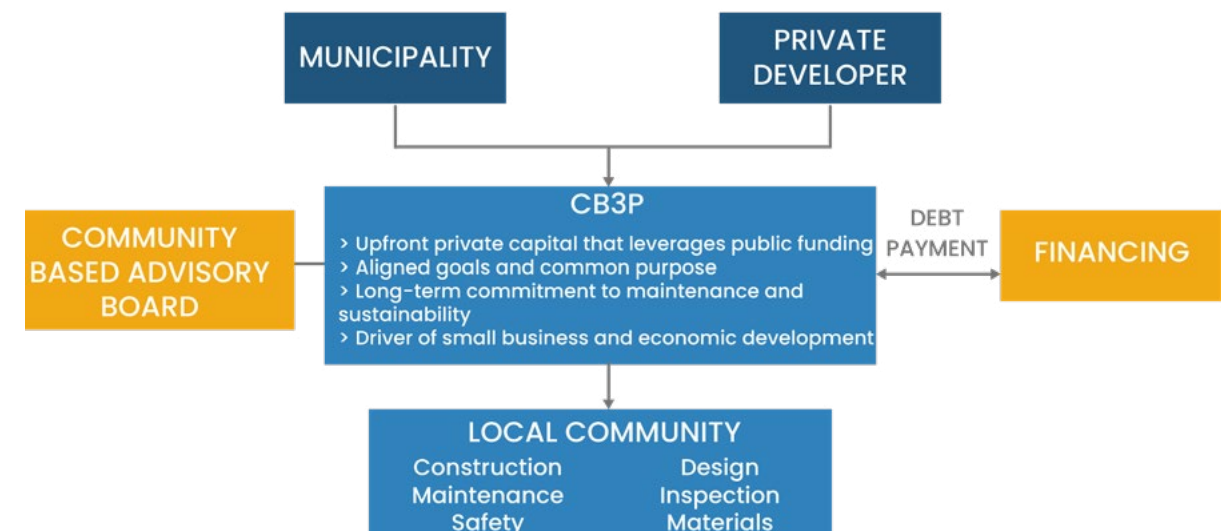 MUNICIPALITY
PRIVATE
DEVELOPER
CB3P
> Upfront private capital that leverages public funding
> Aligned goals and common purpose
> Long-term commitment to maintenance and
sustainability
> Driver of small business and economic development
COMMUNITY
BASED ADVISORY
BOARD
DEBT
PAYMENT
FINANCING
LOCAL COMMUNITY
Construction
Maintenance
Safety
Design
Inspection
Materials